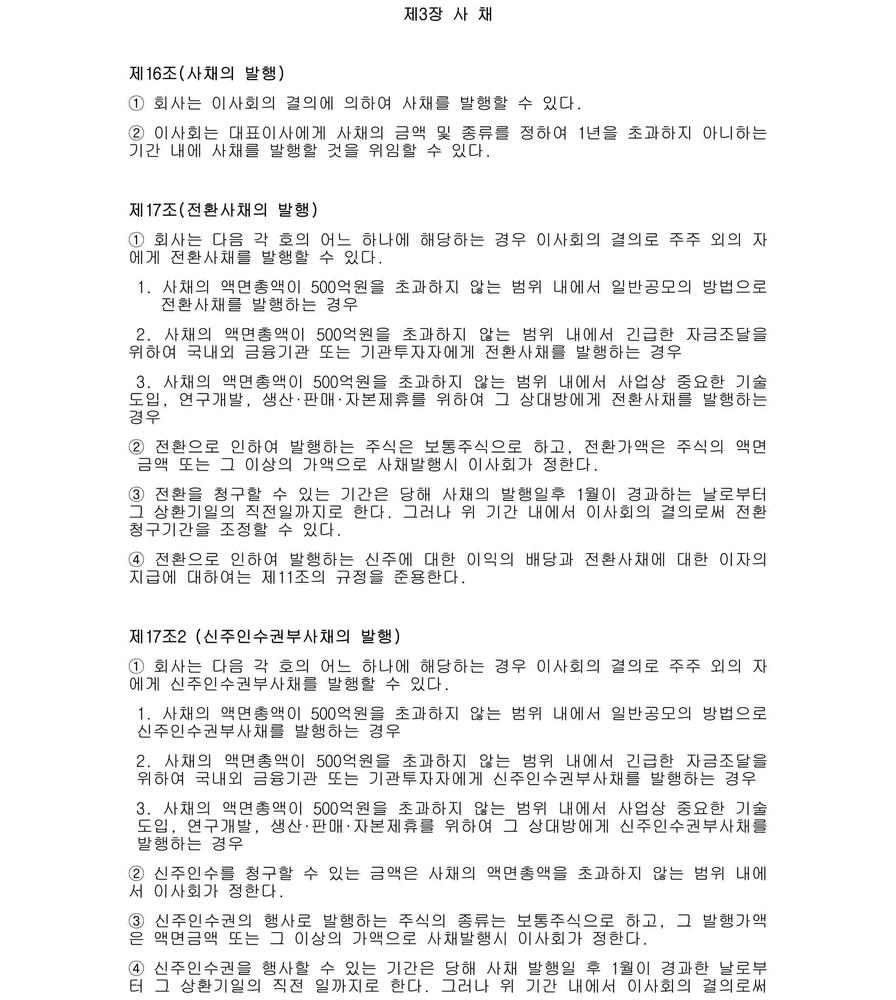 제3장 사 채
제16조(사채의 발행)
① 회사는 이사회의 결의에 의하여 사채를 발행할 수 있다.
② 이사회는 대표이사에게 사채의 금액 및 종류를 정하여 1년을 초과하지 아니하는
기간 내에 사채를 발행할 것을 위임할 수 있다.
제17조(전환사채의 발행)
① 회사는 다음 각 호의 어느 하나에 해당하는 경우 이사회의 결의로 주주 외의 자
에게 전환사채를 발행할 수 있다.
1. 사채의 액면총액이 500억원을 초과하지 않는 범위 내에서 일반공모의 방법으로
전환사채를 발행하는 경우
2. 사채의 액면총액이 500억원을 초과하지 않는 범위 내에서 긴급한 자금조달을
위하여 국내외 금융기관 또는 기관투자자에게 전환사채를 발행하는 경우
3. 사채의 액면총액이 500억원을 초과하지 않는 범위 내에서 사업상 중요한 기술
도입, 연구개발, 생산·판매·자본제휴를 위하여 그 상대방에게 전환사채를 발행하는
경우
② 전환으로 인하여 발행하는 주식은 보통주식으로 하고, 전환가액은 주식의 액면
금액 또는 그 이상의 가액으로 사채발행시 이사회가 정한다.
③ 전환을 청구할 수 있는 기간은 당해 사채의 발행일후 1월이 경과하는 날로부터
그 상환기일의 직전일까지로 한다. 그러나 위 기간 내에서 이사회의 결의로써 전환
청구기간을 조정할 수 있다.
④ 전환으로 인하여 발행하는 신주에 대한 이익의 배당과 전환사채에 대한 이자의
지급에 대하여는 제11조의 규정을 준용한다.
제17조2 (신주인수권부사채의 발행)
① 회사는 다음 각 호의 어느 하나에 해당하는 경우 이사회의 결의로 주주 외의 자
에게 신주인수권부사채를 발행할 수 있다.
1. 사채의 액면총액이 500억원을 초과하지 않는 범위 내에서 일반공모의 방법으로
신주인수권부사채를 발행하는 경우
2. 사채의 액면총액이 500억원을 초과하지 않는 범위 내에서 긴급한 자금조달을
위하여 국내외 금융기관 또는 기관투자자에게 신주인수권부사채를 발행하는 경우
3. 사채의 액면총액이 500억원을 초과하지 않는 범위 내에서 사업상 중요한 기술
도입, 연구개발, 생산·판매·자본제휴를 위하여 그 상대방에게 신주인수권부사채를
발행하는 경우
② 신주인수를 청구할 수 있는 금액은 사채의 액면총액을 초과하지 않는 범위 내에
서 이사회가 정한다.
③ 신주인수권의 행사로 발행하는 주식의 종류는 보통주식으로 하고, 그 발행가액
은 액면금액 또는 그 이상의 가액으로 사채발행시 이사회가 정한다.
④ 신주인수권을 행사할 수 있는 기간은 당해 사채 발행일 후 1월이 경과한 날로부
터 그 상환기일의 직전 일까지로 한다. 그러나 위 기간 내에서 이사회의 결의로써